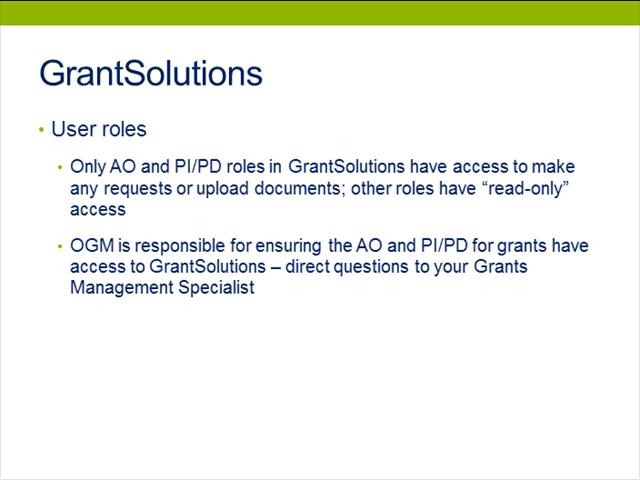 GrantSolutions
• User roles
• Only AO and PI/PD roles in GrantSolutions have access to make
any requests or upload documents; other roles have “read-only”
access
• OGM is responsible for ensuring the AO and PI/PD for grants have
access to GrantSolutions – direct questions to your Grants
Management Specialist